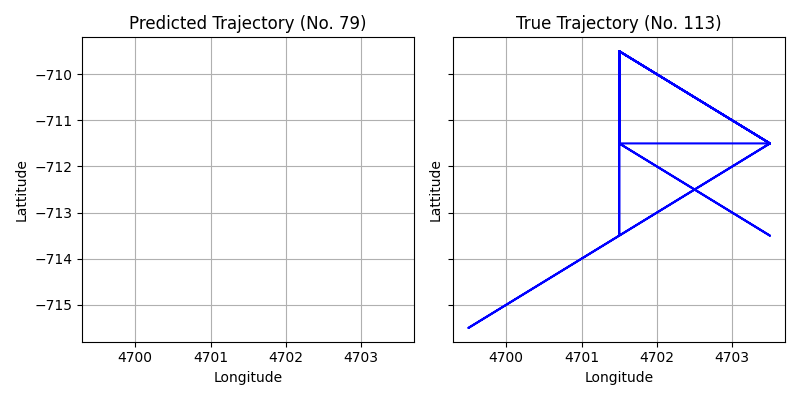 Predicted Trajectory (No. 79)
True Trajectory (No. 113)
−710
−711
−712
−713
−714
−715
Lattitude
4700 4701 4702 4703
Longitude
Lattitude
4700 4701 4702 4703
Longitude